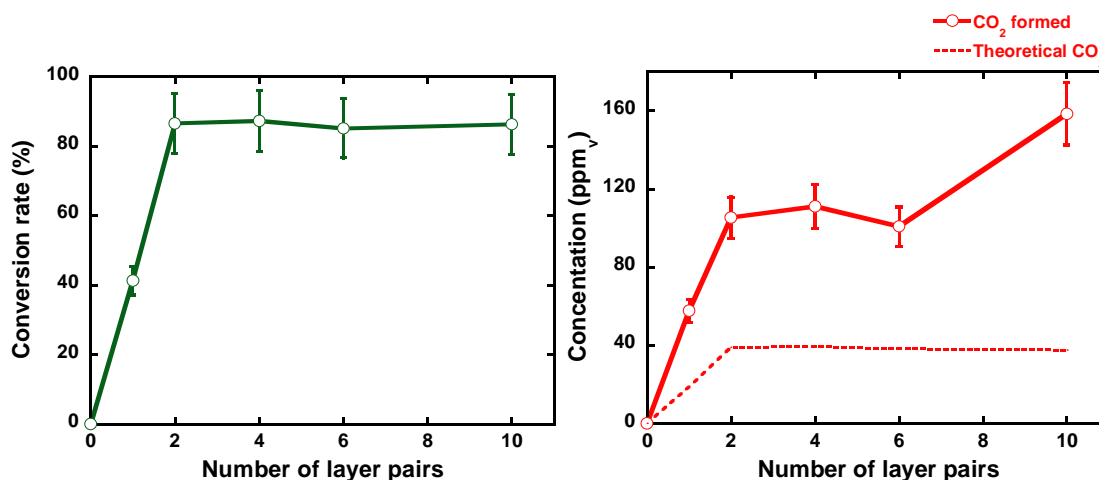 CO2 formed
Theoretical CO
100
80
60
40
20
0
0 2 4 6 8 10
Conversion rate (%)
Number of layer pairs
160
120
80
40
0
0 2 4 6 8 10
Concentation (ppmv)
Number of layer pairs